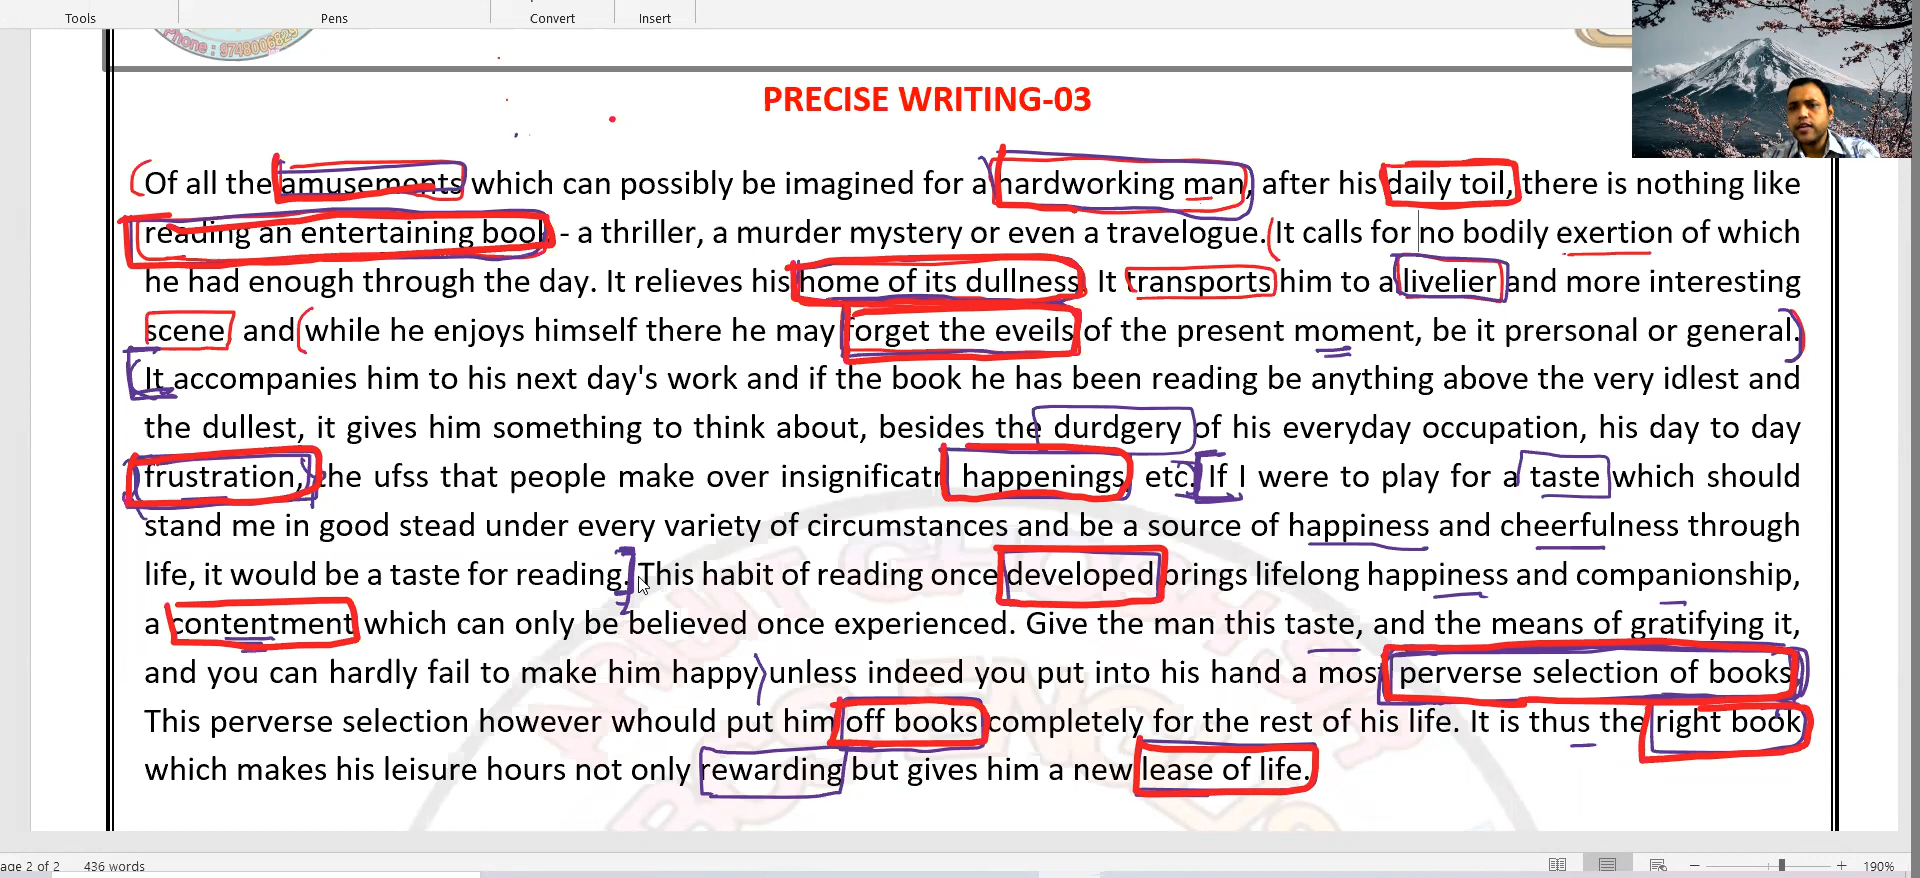 Tools Pens Convert Insert
Phone : 9748006825
PRECISE WRITING-03
Of all the amusements which can possibly be imagined for a hardworking man, after his daily toil, there is nothing like
reading an entertaining book - a thriller, a murder mystery or even a travelogue. It calls for no bodily exertion of which
he had enough through the day. It relieves his home of its dullness. It transports him to a livelier and more interesting
scene and while he enjoys himself there he may forget the eveils of the present moment, be it prersonal or general.
It accompanies him to his next day's work and if the book he has been reading be anything above the very idlest and
the dullest, it gives him something to think about, besides the durdgery of his everyday occupation, his day to day
frustration, the ufss that people make over insignificatn happenings, etc. If I were to play for a taste which should
stand me in good stead under every variety of circumstances and be a source of happiness and cheerfulness through
life, it would be a taste for reading. This habit of reading once developed brings lifelong happiness and companionship,
a contentment which can only be believed once experienced. Give the man this taste, and the means of gratifying it,
and you can hardly fail to make him happy unless indeed you put into his hand a most perverse selection of books.
This perverse selection however whould put him off books completely for the rest of his life. It is thus the right book
which makes his leisure hours not only rewarding but gives him a new lease of life.
age 2 of 2 436 words 190%